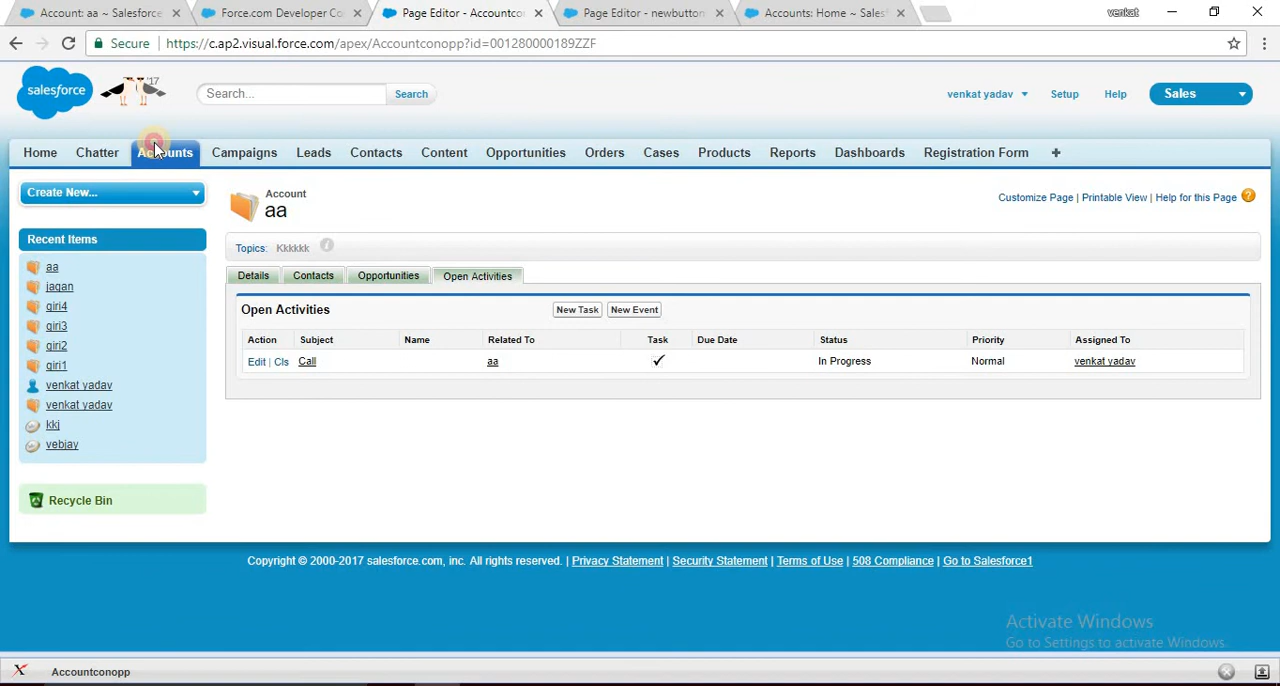 Account: aa ~ Salesforce
Force.com Developer Co
Page Editor - Accountco
Page Editor - newbutton
Accounts: Home ~ Sales
venkat
Secure
https://c.ap2.visual.force.com/apex/Accountconopp?id=001280000189ZZF
salesforce
'17
Search...
Search
venkat yadav
Setup
Help
Sales
Home
Chatter
Accounts
Campaigns
Leads
Contacts
Content
Opportunities
Orders
Cases
Products
Reports
Dashboards
Registration Form
+
Create New...
Recent Items
aa
jagan
giri4
giri3
giri2
giri1
venkat yadav
venkat yadav
kkj
vebjay
Recycle Bin
Account
aa
Customize Page | Printable View | Help for this Page
Topics: Kkkkkk
Details
Contacts
Opportunities
Open Activities
Open Activities
New Task
New Event
Action Subject Name Related To Task Due Date Status Priority Assigned To
Edit | Cls Call aa ✓ In Progress Normal venkat yadav
Copyright © 2000-2017 salesforce.com, inc. All rights reserved. | Privacy Statement | Security Statement | Terms of Use | 508 Compliance | Go to Salesforce1
Activate Windows
Go to Settings to activate Windows.
Accountconopp